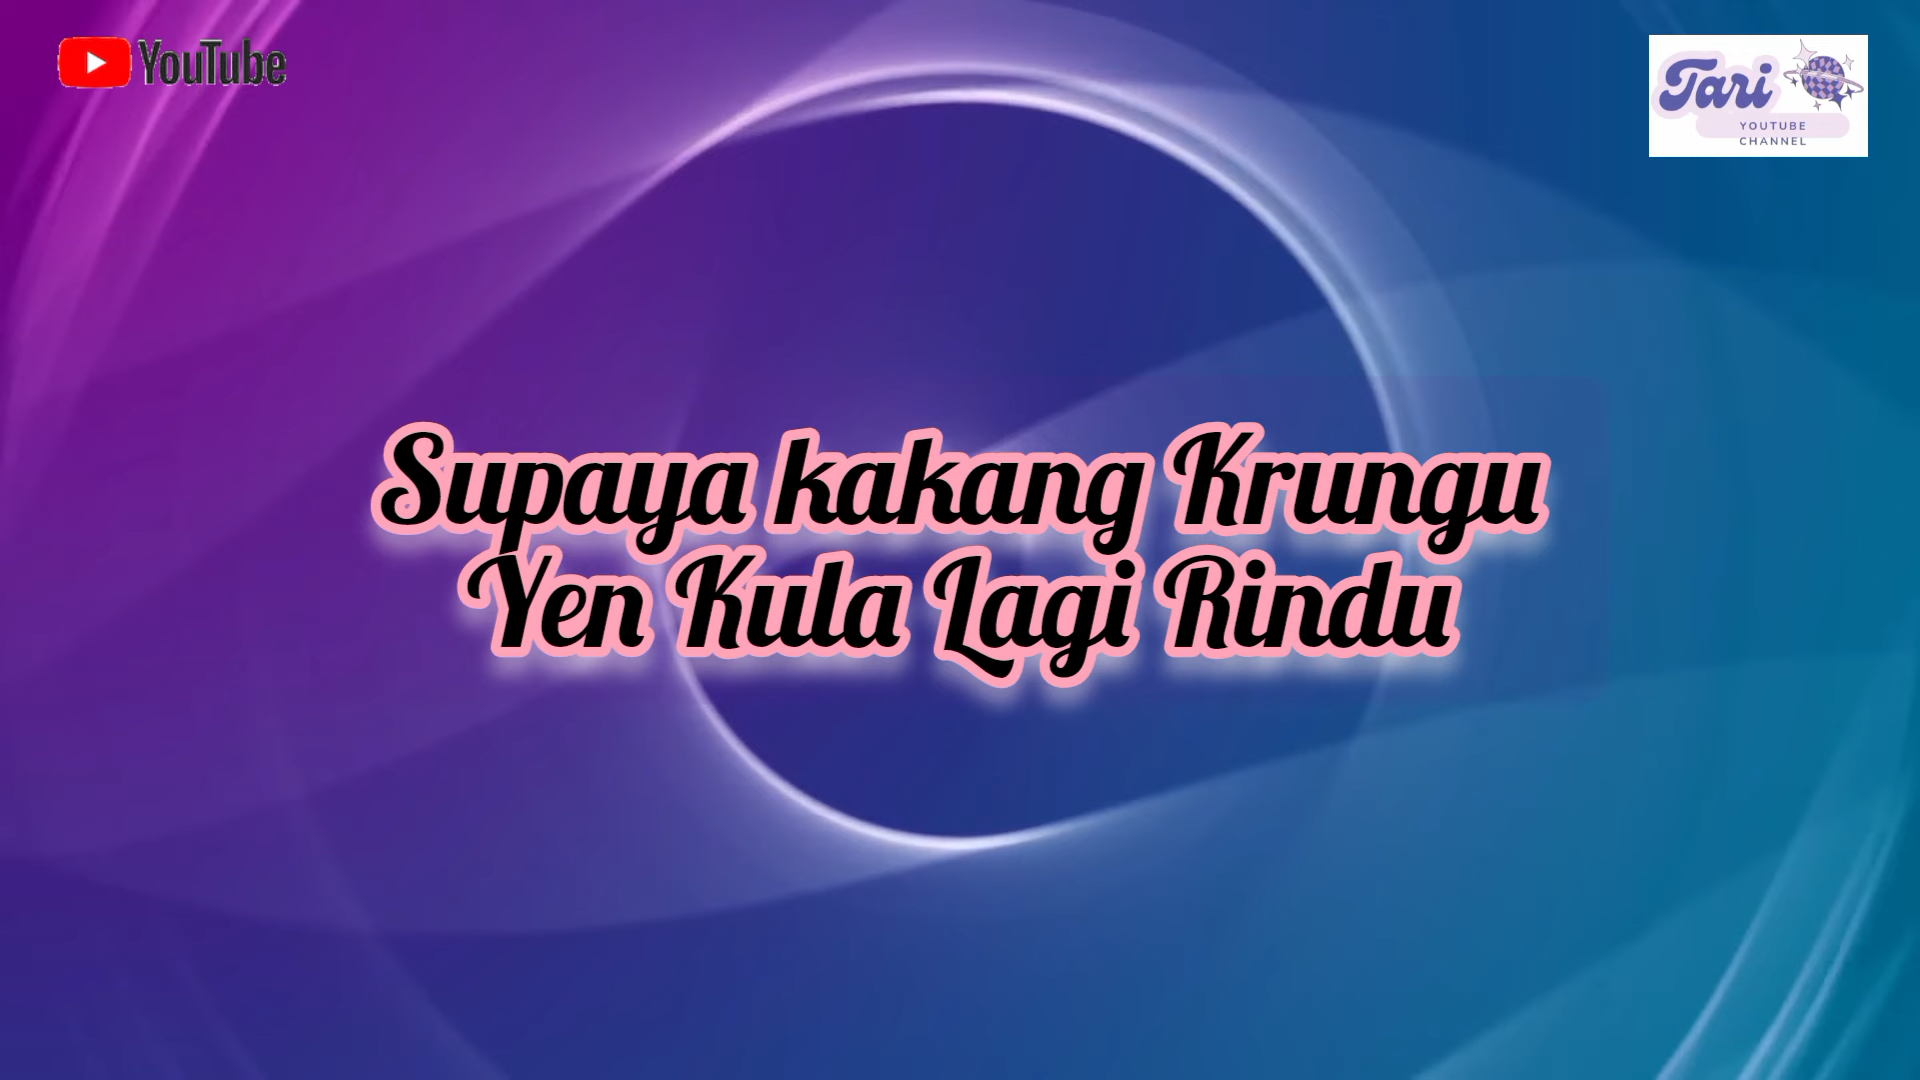 YouTube
Tari
YOUTUBE
CHANNEL
Supaya kakang Krungu
Yen Kula Lagi Rindu